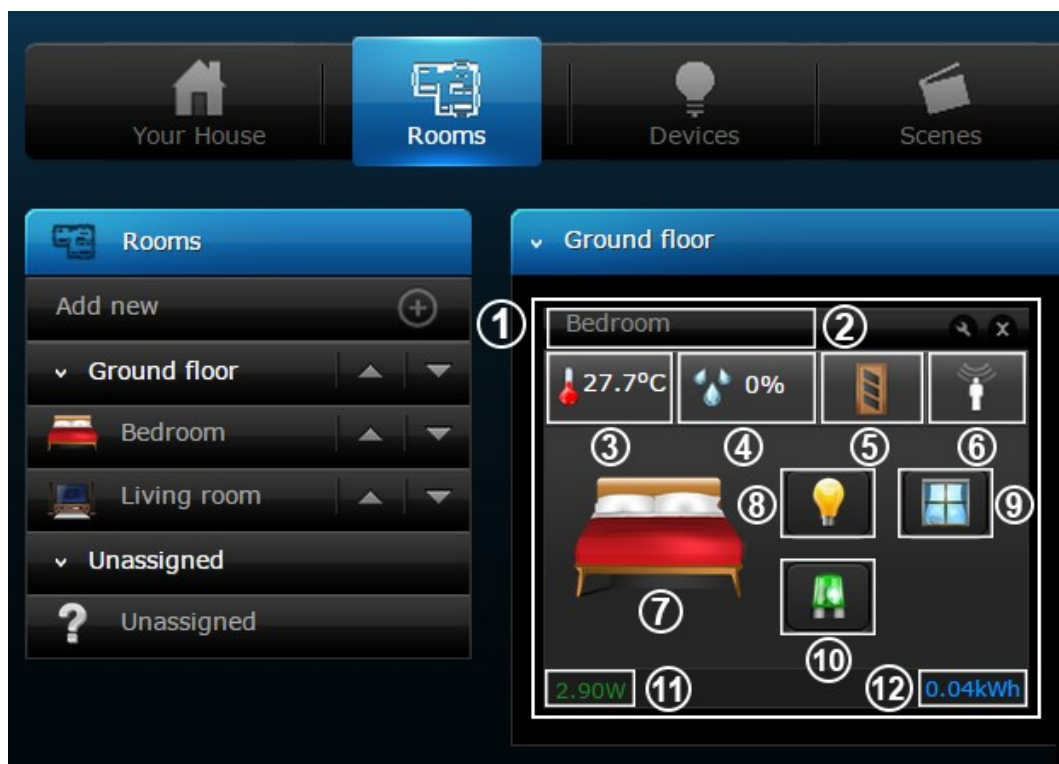 Your House
Rooms
Devices
Scenes
Rooms
Add new
Ground floor
Bedroom
Living room
Unassigned
? Unassigned
Ground floor
① Bedroom ②
27.7°C 0%
③ ④ ⑤ ⑥
⑧ ⑨
⑦
⑩
2.90W ⑪ ⑫ 0.04kWh